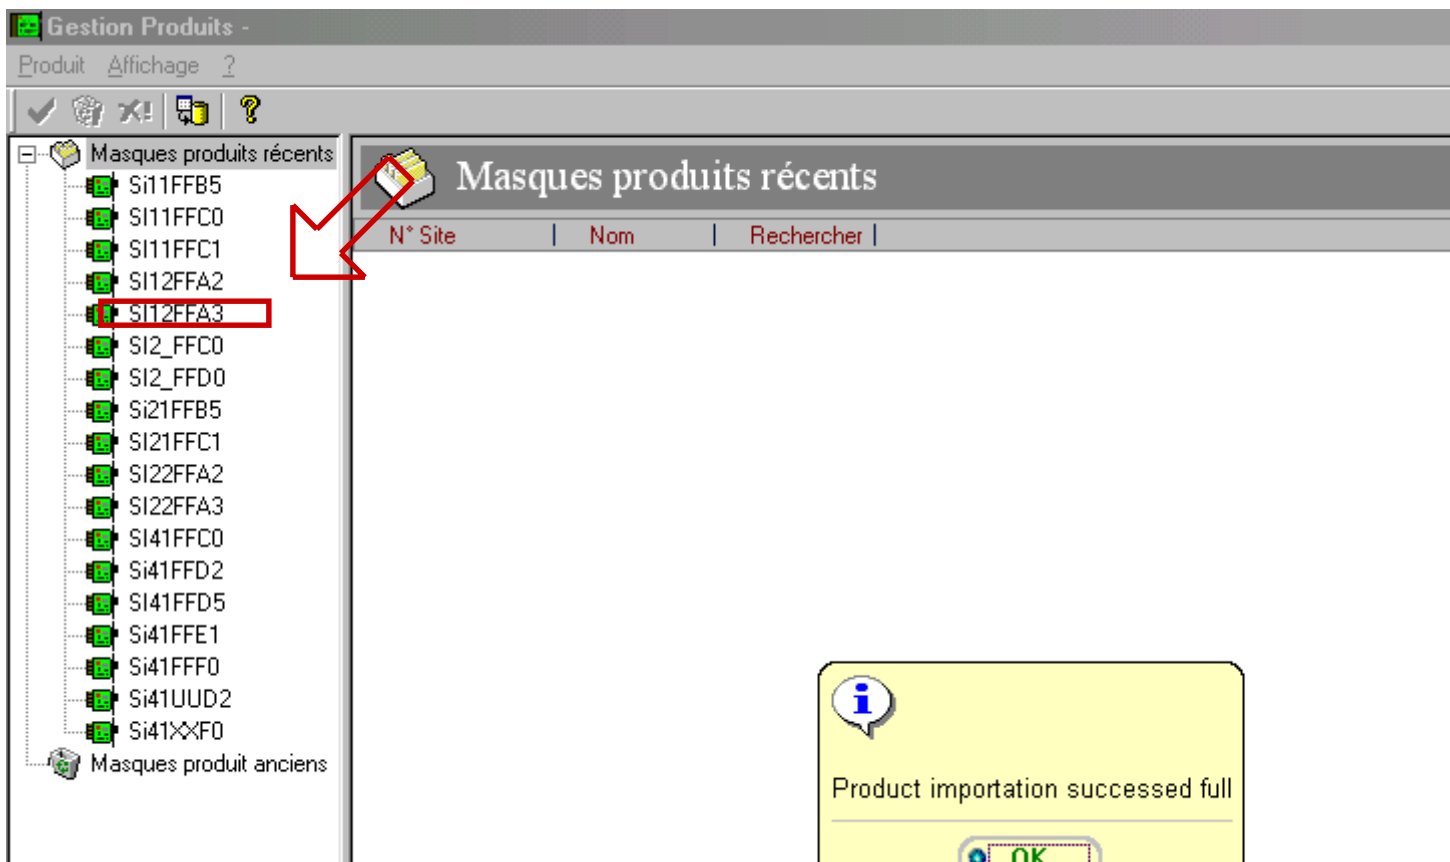 Gestion Produits -
Produit Affichage ?
Masques produits récents
Si11FFB5
SI11FFC0
SI11FFC1
SI12FFA2
SI12FFA3
SI2_FFC0
SI2_FFD0
Si21FFB5
SI21FFC1
SI22FFA2
SI22FFA3
SI41FFC0
Si41FFD2
SI41FFD5
Si41FFE1
Si41FFF0
Si41UUD2
Si41XXF0
Masques produit anciens
Masques produits récents
N° Site | Nom | Rechercher |
Product importation successed full
OK